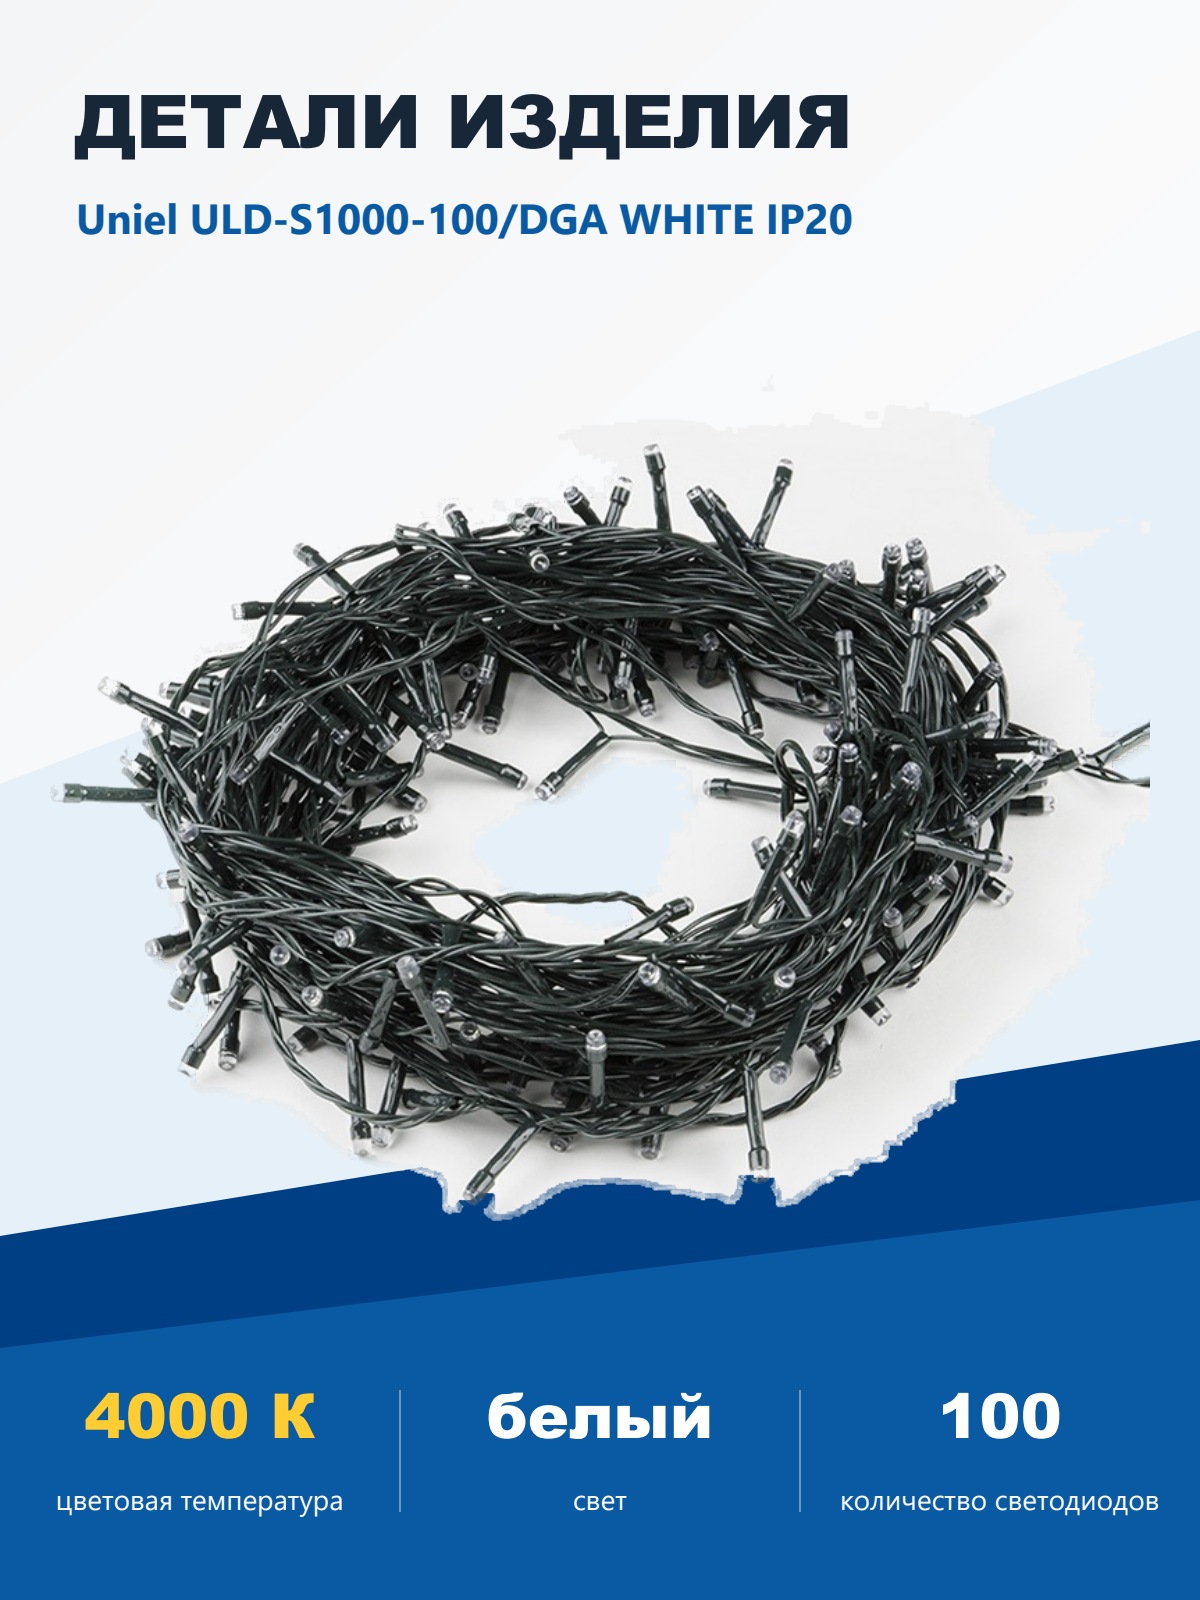 ДЕТАЛИ ИЗДЕЛИЯ
Uniel ULD-S1000-100/DGA WHITE IP20
4000 К
цветовая температура
белый
свет
100
количество светодиодов